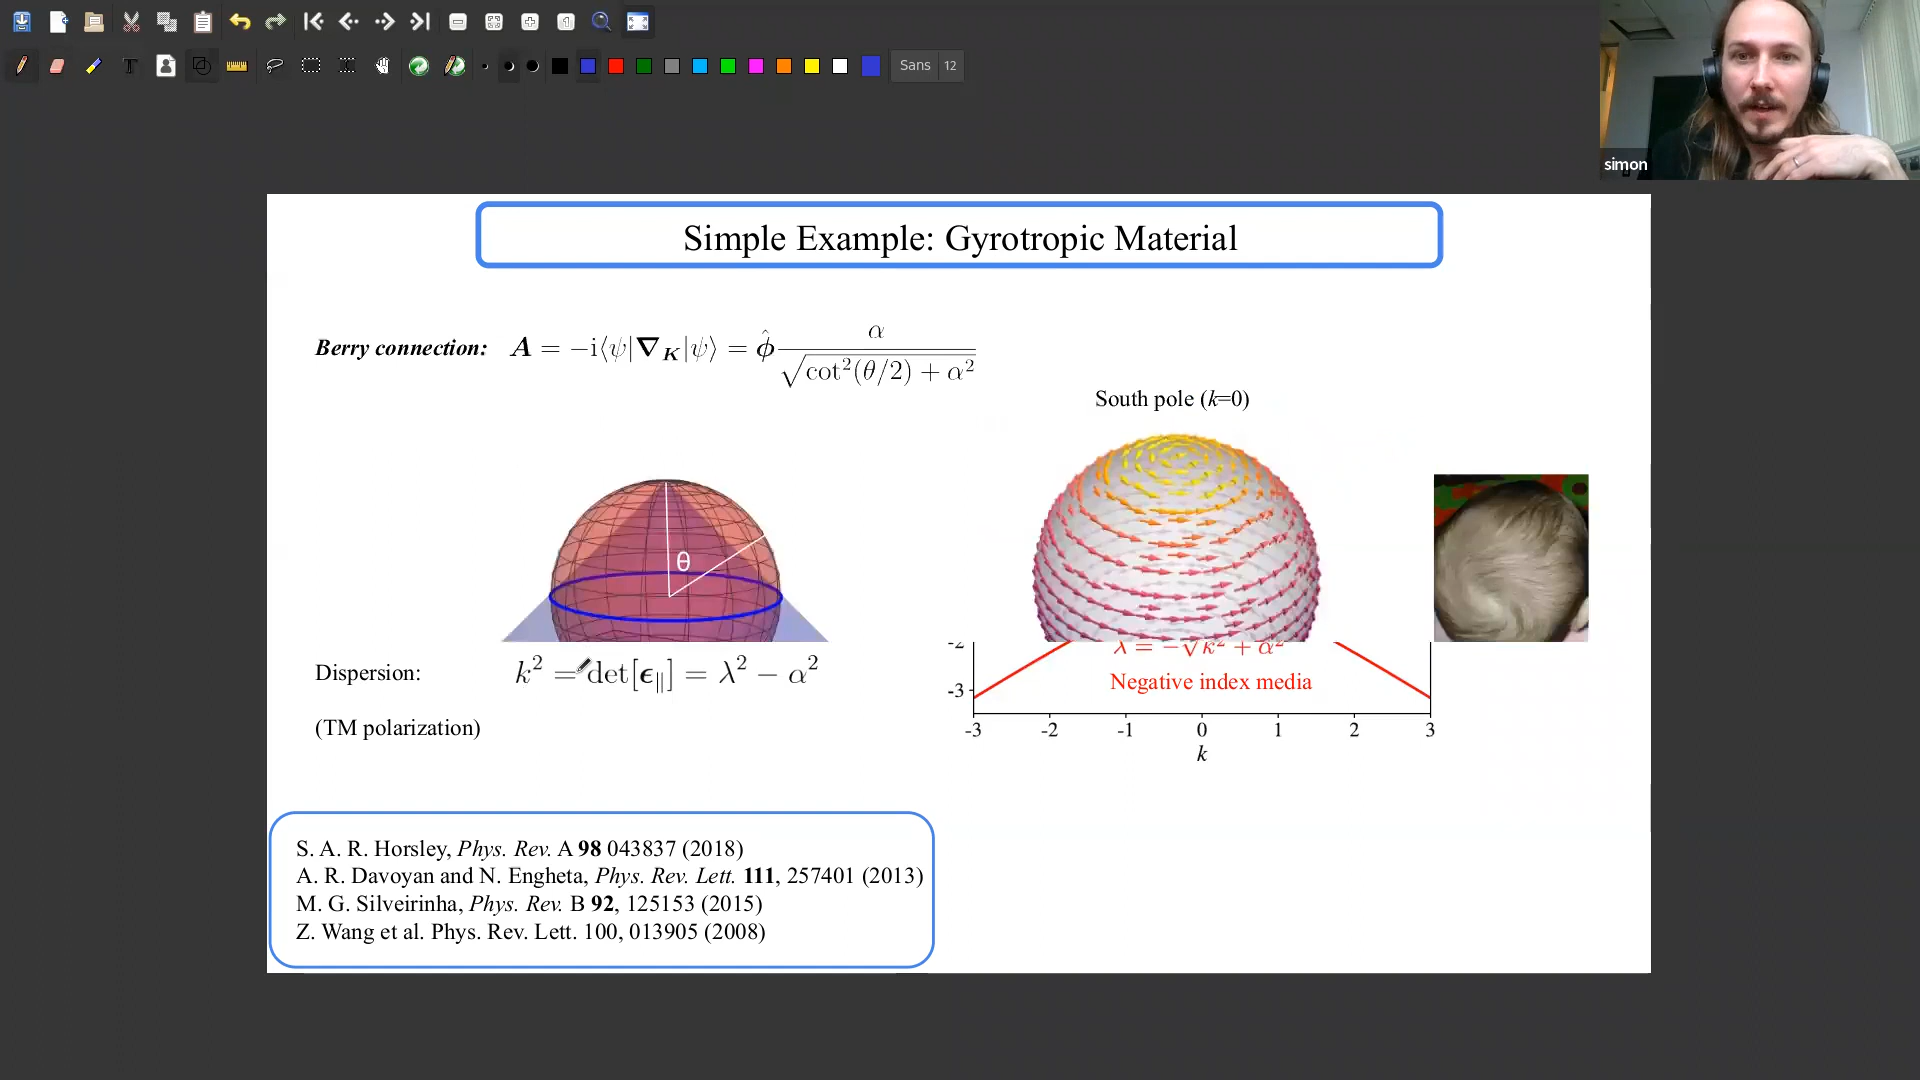 Sans 12
simon
Simple Example: Gyrotropic Material
Berry connection: A = −i⟨ψ|∇_K|ψ⟩ = φ̂ α / √(cot²(θ/2) + α²)
South pole (k=0)
θ
-2
λ = −√k² + α²
Dispersion: k² = det[ϵ_∥] = λ² − α²
Negative index media
-3
(TM polarization)
-3 -2 -1 0 1 2 3
k
S. A. R. Horsley, Phys. Rev. A 98 043837 (2018)
A. R. Davoyan and N. Engheta, Phys. Rev. Lett. 111, 257401 (2013)
M. G. Silveirinha, Phys. Rev. B 92, 125153 (2015)
Z. Wang et al. Phys. Rev. Lett. 100, 013905 (2008)